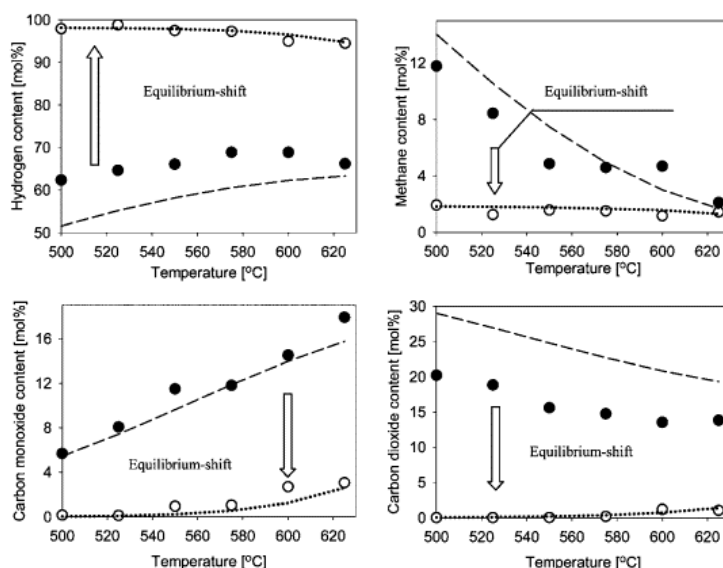 Hydrogen content [mol%]
100
90
80
70
60
50
Equilibrium-shift
500 520 540 560 580 600 620
Temperature [°C]
Methane content [mol%]
12
8
4
0
Equilibrium-shift
500 520 540 560 580 600 620
Temperature [°C]
Carbon monoxide content [mol%]
16
12
8
4
0
Equilibrium-shift
500 520 540 560 580 600 620
Temperature [°C]
Carbon dioxide content [mol%]
30
25
20
15
10
5
0
Equilibrium-shift
500 520 540 560 580 600 620
Temperature [°C]